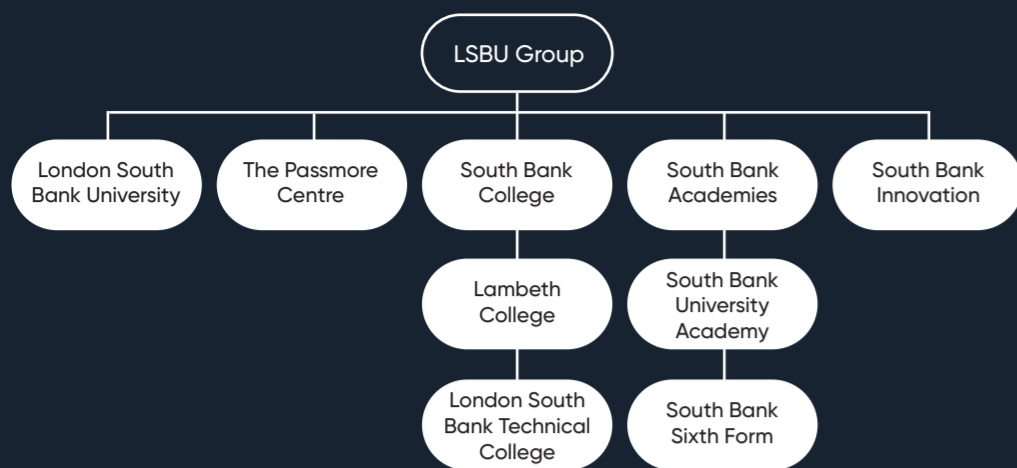 LSBU Group
London South
Bank University
The Passmore
Centre
South Bank
College
South Bank
Academies
South Bank
Innovation
Lambeth
College
South Bank
University
Academy
London South
Bank Technical
College
South Bank
Sixth Form